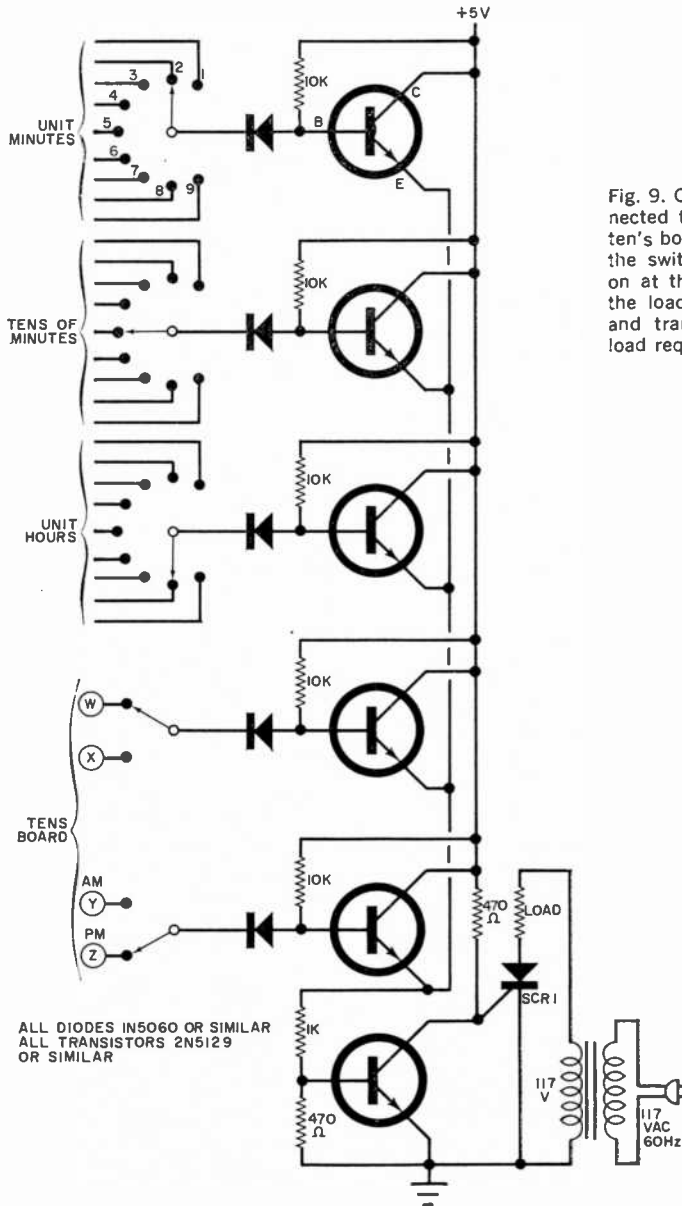 +5V
3
2
1
4
5
6
7
8
9
UNIT
MINUTES
10K
B
C
E
TENS OF
MINUTES
10K
UNIT
HOURS
10K
W
X
TENS
BOARD
10K
AM
Y
PM
Z
10K
470
Ω
LOAD
SCR1
ALL DIODES IN5060 OR SIMILAR
ALL TRANSISTORS 2N5129
OR SIMILAR
1K
470
Ω
117
V
117
VAC
60Hz
Fig. 9. C
nected t
ten's bo
the swit
on at th
the load
and tran
load req